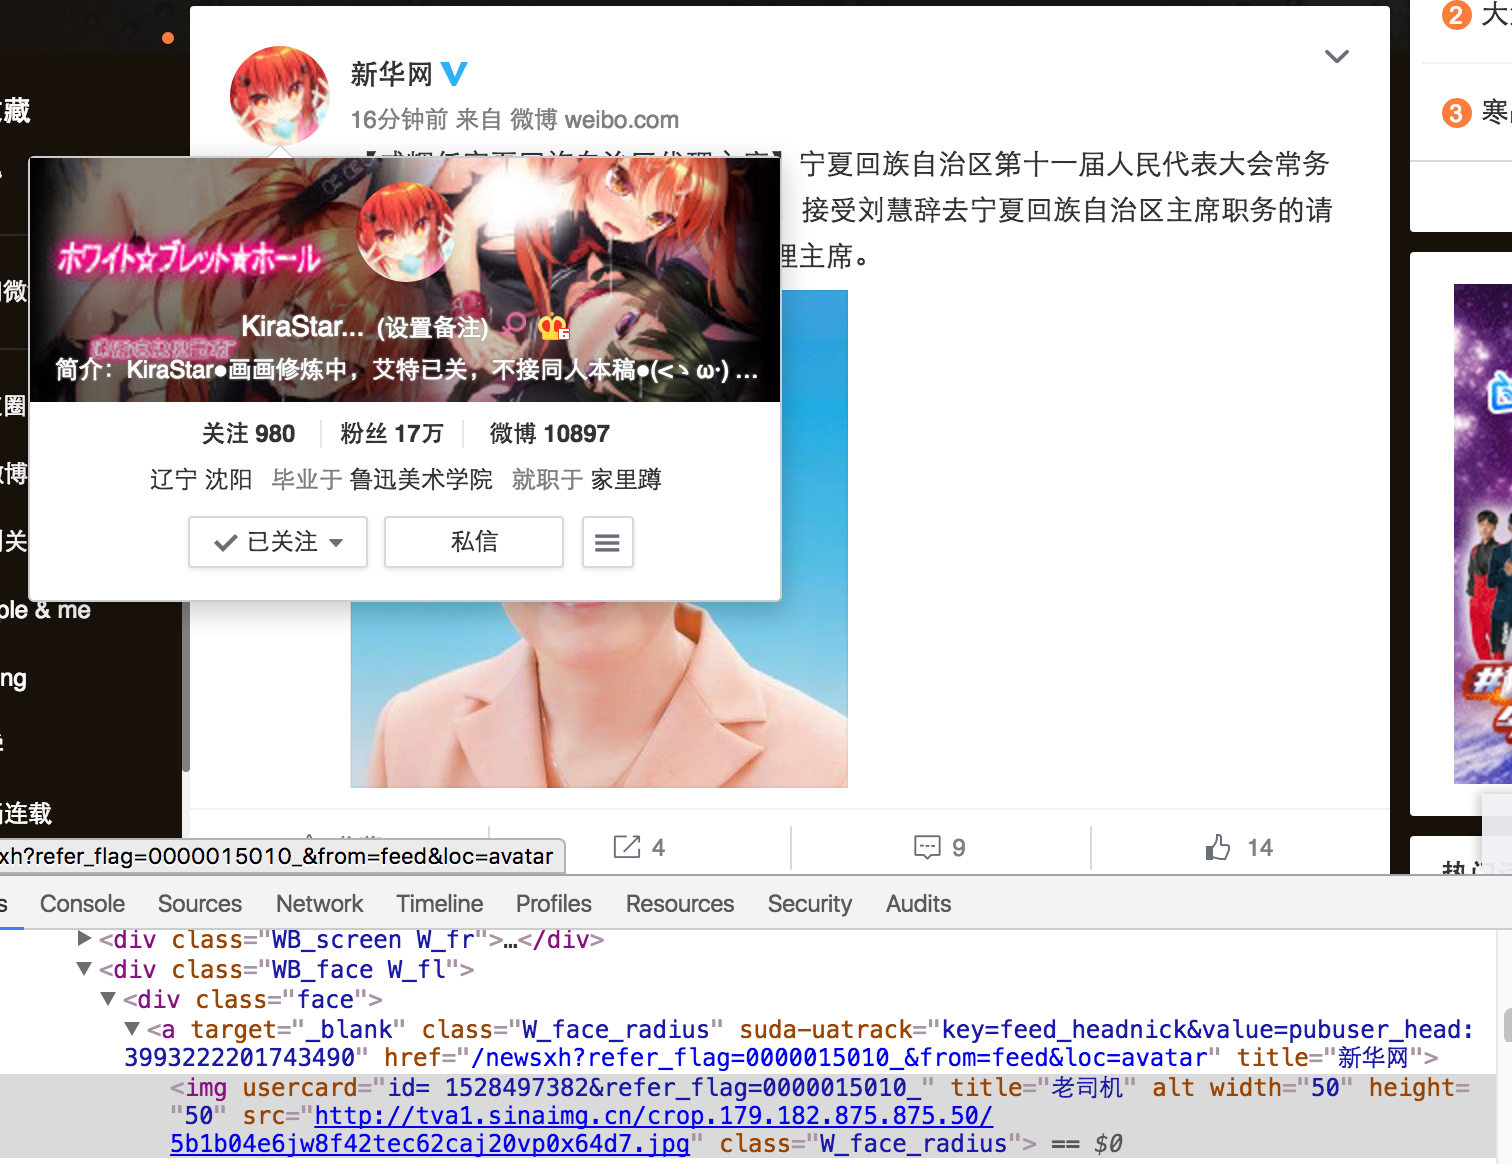 2 大
收藏
新华网 V
3 寒
16分钟前 来自 微博 weibo.com
宁夏回族自治区第十一届人民代表大会常务
接受刘慧辞去宁夏回族自治区主席职务的请
理主席。
ホワイト☆ブレット★ホール
微
KiraStar... (设置备注) ♀ 6
简介：KiraStar●画画修炼中，艾特已关，不接同人本稿●(<ヽω·) ...
圈
关注 980 粉丝 17万 微博 10897
微博
辽宁 沈阳 毕业于 鲁迅美术学院 就职于 家里蹲
关
已关注 私信
ple & me
ng
连载
4 9 14
xh?refer_flag=0000015010_&from=feed&loc=avatar
热门
s Console Sources Network Timeline Profiles Resources Security Audits
<div class="WB_screen W_fr">…</div>
<div class="WB_face W_fl">
<div class="face">
<a target="_blank" class="W_face_radius" suda-uatrack="key=feed_headnick&value=pubuser_head:
3993222201743490" href="/newsxh?refer_flag=0000015010_&from=feed&loc=avatar" title="新华网">
<img usercard="id= 1528497382&refer_flag=0000015010_" title="老司机" alt width="50" height=
"50" src="http://tva1.sinaimg.cn/crop.179.182.875.875.50/
5b1b04e6jw8f42tec62caj20vp0x64d7.jpg" class="W_face_radius"> == $0